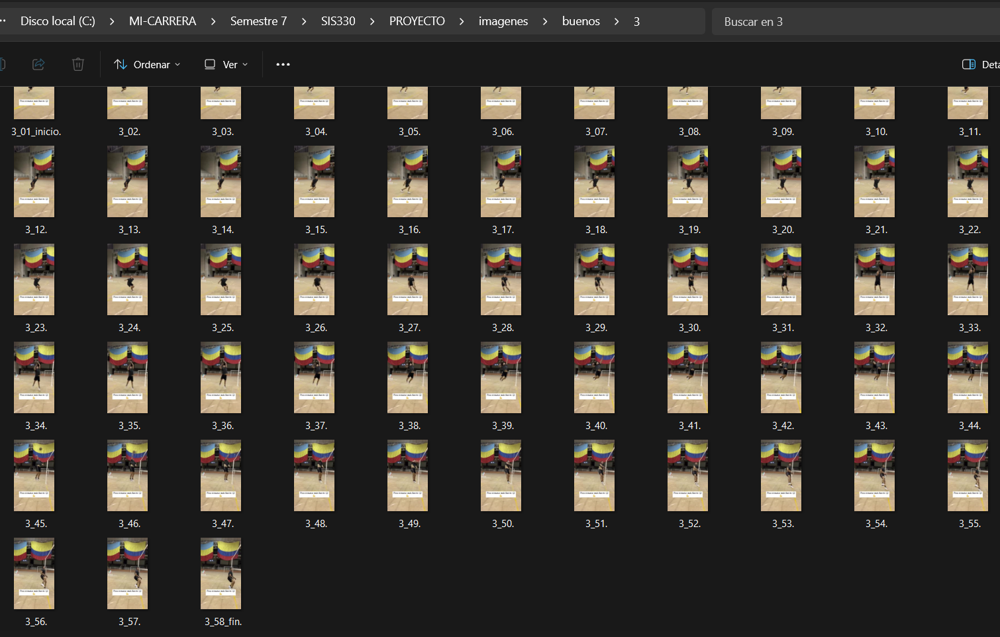 Disco local (C:) > MI-CARRERA > Semestre 7 > SIS330 > PROYECTO > imagenes > buenos > 3
Buscar en 3
Ordenar
Ver
Deta
3_01_inicio. 3_02. 3_03. 3_04. 3_05. 3_06. 3_07. 3_08. 3_09. 3_10. 3_11.
3_12. 3_13. 3_14. 3_15. 3_16. 3_17. 3_18. 3_19. 3_20. 3_21. 3_22.
3_23. 3_24. 3_25. 3_26. 3_27. 3_28. 3_29. 3_30. 3_31. 3_32. 3_33.
3_34. 3_35. 3_36. 3_37. 3_38. 3_39. 3_40. 3_41. 3_42. 3_43. 3_44.
3_45. 3_46. 3_47. 3_48. 3_49. 3_50. 3_51. 3_52. 3_53. 3_54. 3_55.
3_56. 3_57. 3_58_fin.